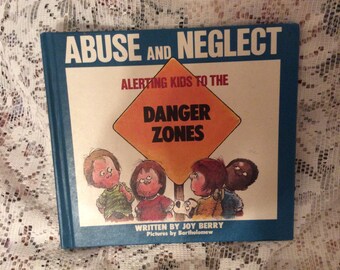 ABUSE AND NEGLECT
ALERTING KIDS TO THE
DANGER
ZONES
WRITTEN BY JOY BERRY
Pictures by Bartholomew